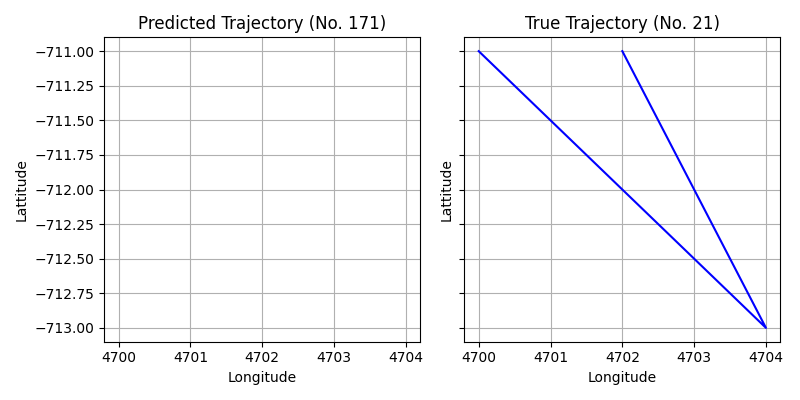 Predicted Trajectory (No. 171)
True Trajectory (No. 21)
Lattitude
−711.00
−711.25
−711.50
−711.75
−712.00
−712.25
−712.50
−712.75
−713.00
4700 4701 4702 4703 4704
Longitude
Lattitude
4700 4701 4702 4703 4704
Longitude